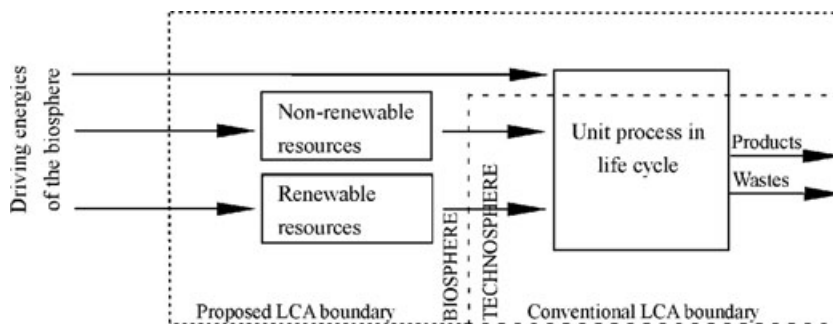 Driving energies
of the biosphere
Non-renewable
resources
Renewable
resources
BIOSPHERE
TECHNOSPHERE
Unit process in
life cycle
Products
Wastes
Proposed LCA boundary
Conventional LCA boundary